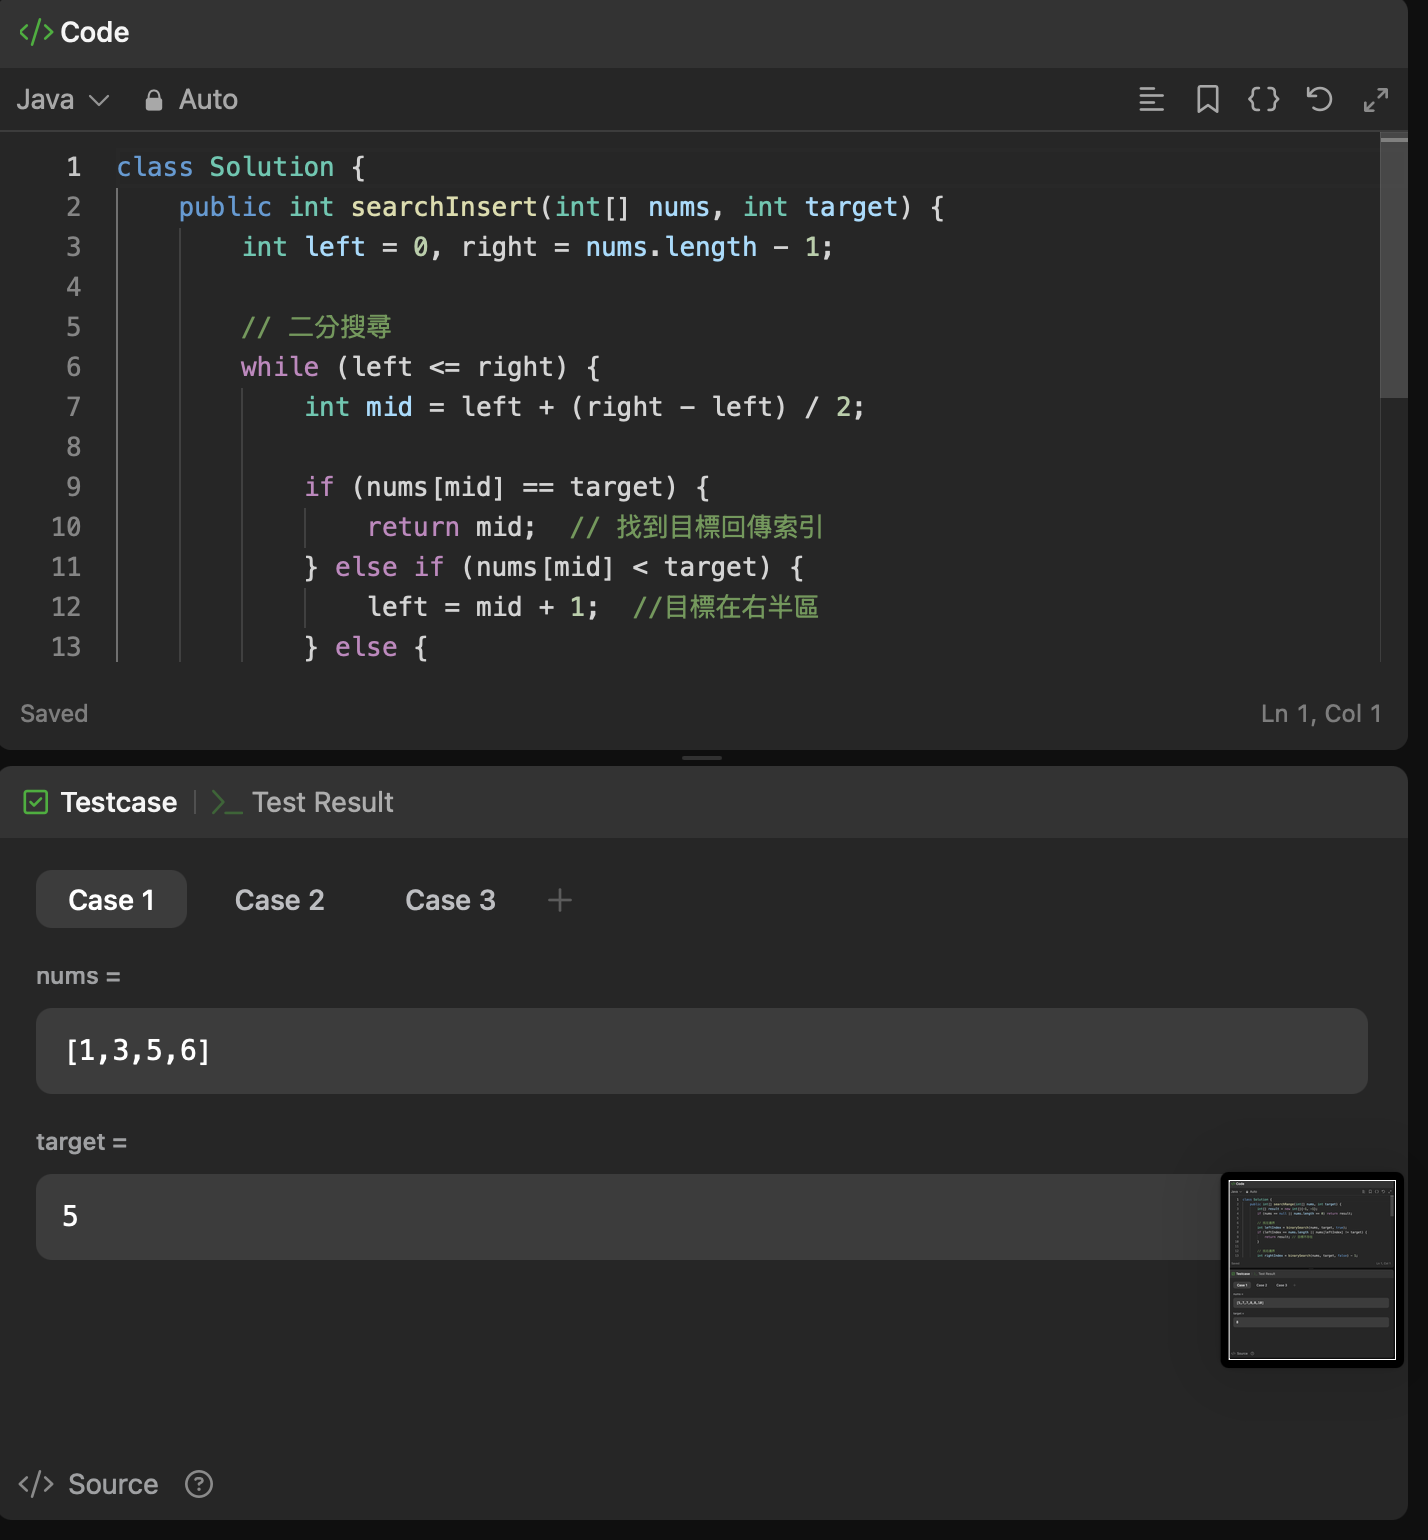 </> Code
Java Auto
1 class Solution {
2 public int searchInsert(int[] nums, int target) {
3 int left = 0, right = nums.length - 1;
4
5 // 二分搜尋
6 while (left <= right) {
7 int mid = left + (right - left) / 2;
8
9 if (nums[mid] == target) {
10 return mid; // 找到目標回傳索引
11 } else if (nums[mid] < target) {
12 left = mid + 1; //目標在右半區
13 } else {
Saved Ln 1, Col 1
Testcase >_ Test Result
Case 1 Case 2 Case 3 +
nums =
[1,3,5,6]
target =
5
</> Source ?